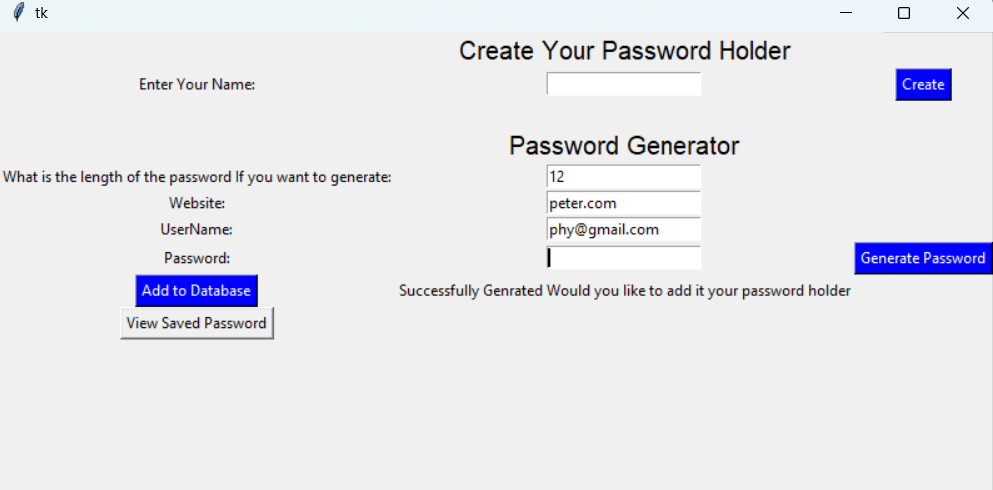 tk
Create Your Password Holder
Enter Your Name: Create
Password Generator
What is the length of the password If you want to generate: 12
Website: peter.com
UserName: phy@gmail.com
Password: Generate Password
Add to Database Successfully Genrated Would you like to add it your password holder
View Saved Password